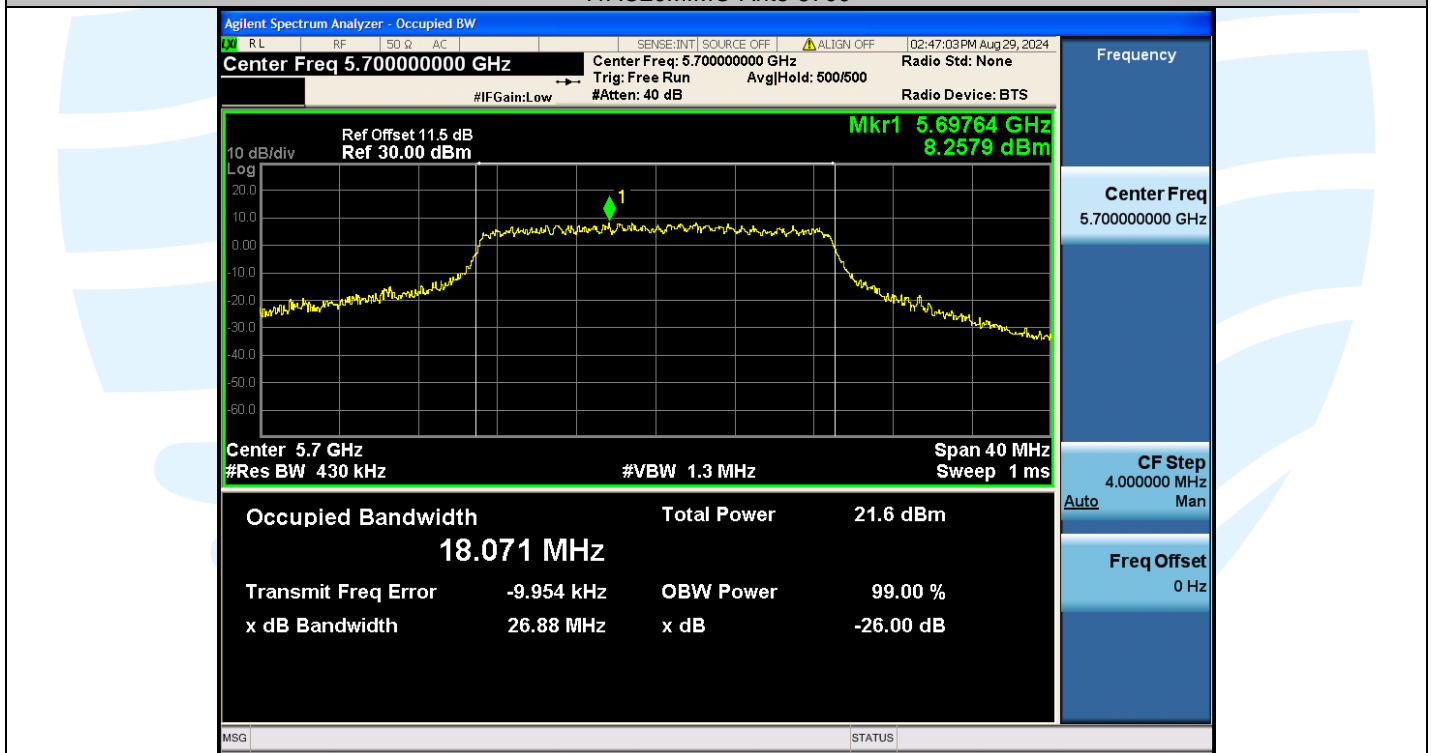 Agilent Spectrum Analyzer - Occupied BW
LXI RL RF 50 Ω AC SENSE:INT SOURCE OFF ALIGN OFF 02:47:03 PM Aug 29, 2024
Center Freq 5.700000000 GHz
Center Freq: 5.700000000 GHz
Radio Std: None
Trig: Free Run Avg|Hold: 500/500
#IFGain:Low
#Atten: 40 dB
Radio Device: BTS
Mkr1 5.69764 GHz
8.2579 dBm
Ref Offset 11.5 dB
10 dB/div Ref 30.00 dBm
Log
1
20.0
10.0
0.00
-10.0
-20.0
-30.0
-40.0
-50.0
-60.0
Center 5.7 GHz Span 40 MHz
#Res BW 430 kHz #VBW 1.3 MHz Sweep 1 ms
Occupied Bandwidth Total Power 21.6 dBm
18.071 MHz
Transmit Freq Error -9.954 kHz OBW Power 99.00 %
x dB Bandwidth 26.88 MHz x dB -26.00 dB
MSG STATUS
Frequency
Center Freq
5.700000000 GHz
CF Step
4.000000 MHz
Auto Man
Freq Offset
0 Hz